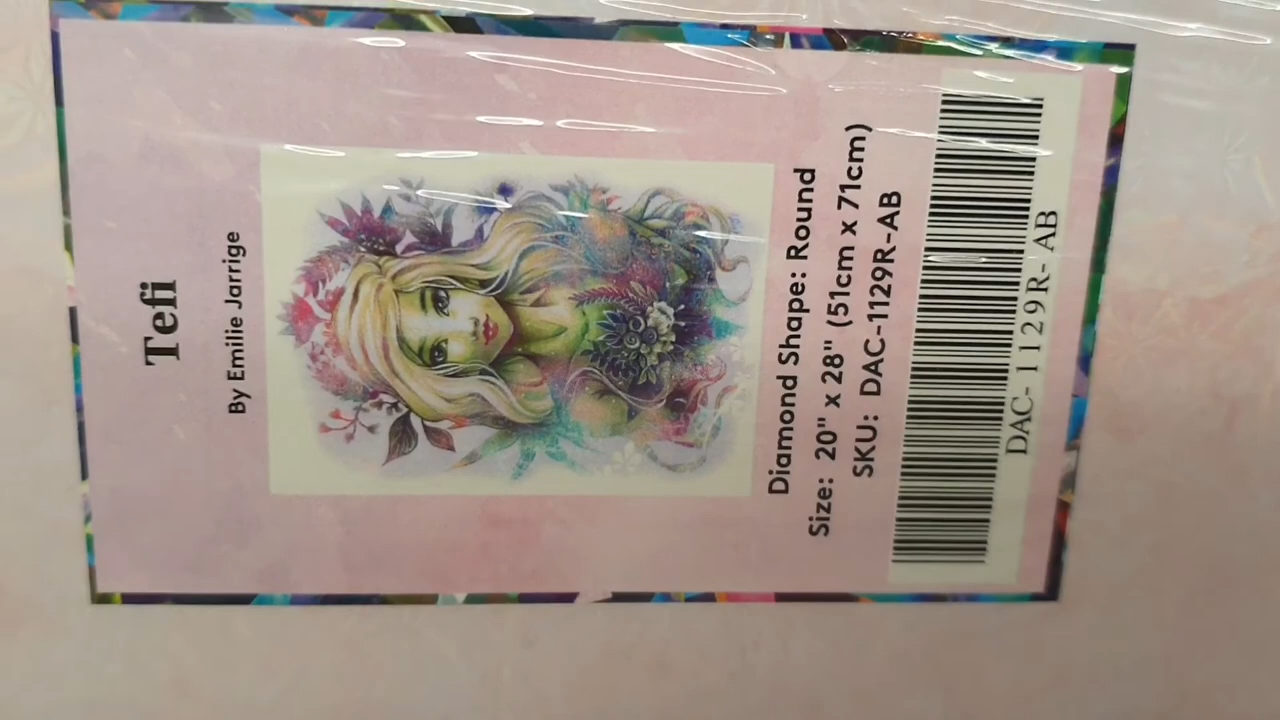 Tefi
By Emilie Jarrige
Diamond Shape: Round
Size: 20" x 28" (51cm x 71cm)
SKU: DAC-1129R-AB
DAC- 1129R- AB